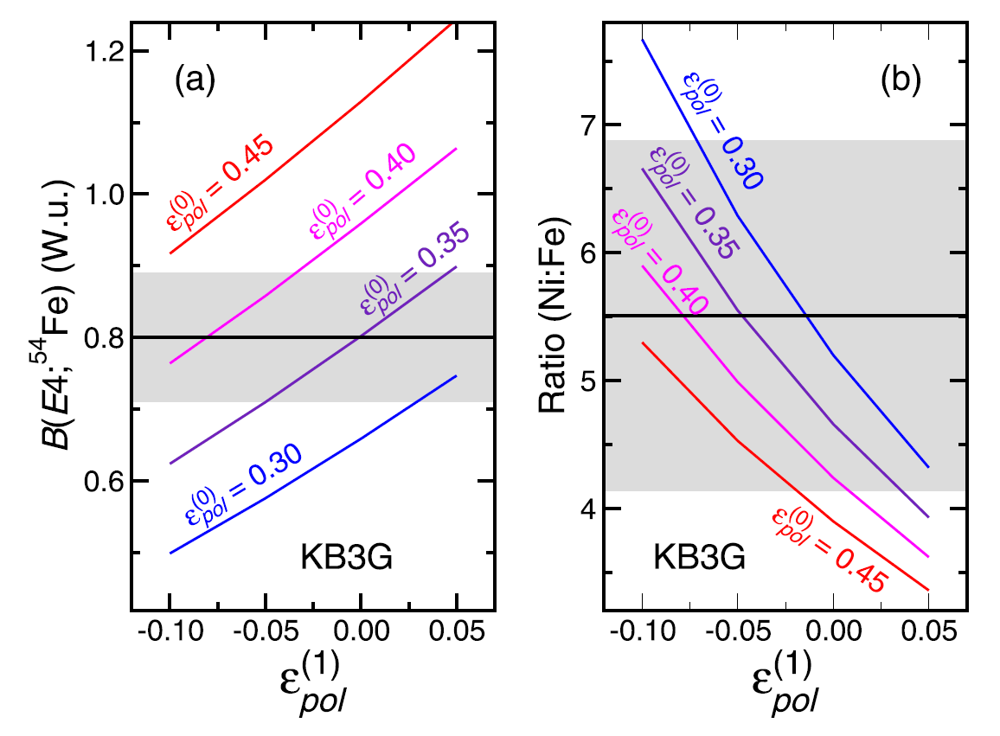 (a)
B(E4; ⁵⁴Fe) (W.u.)
1.2
1.0
0.8
0.6
ε⁽⁰⁾pol = 0.45
ε⁽⁰⁾pol = 0.40
ε⁽⁰⁾pol = 0.35
ε⁽⁰⁾pol = 0.30
KB3G
-0.10 -0.05 0.00 0.05
ε⁽¹⁾pol
(b)
Ratio (Ni:Fe)
7
6
5
4
ε⁽⁰⁾pol = 0.30
ε⁽⁰⁾pol = 0.35
ε⁽⁰⁾pol = 0.40
ε⁽⁰⁾pol = 0.45
KB3G
-0.10 -0.05 0.00 0.05
ε⁽¹⁾pol